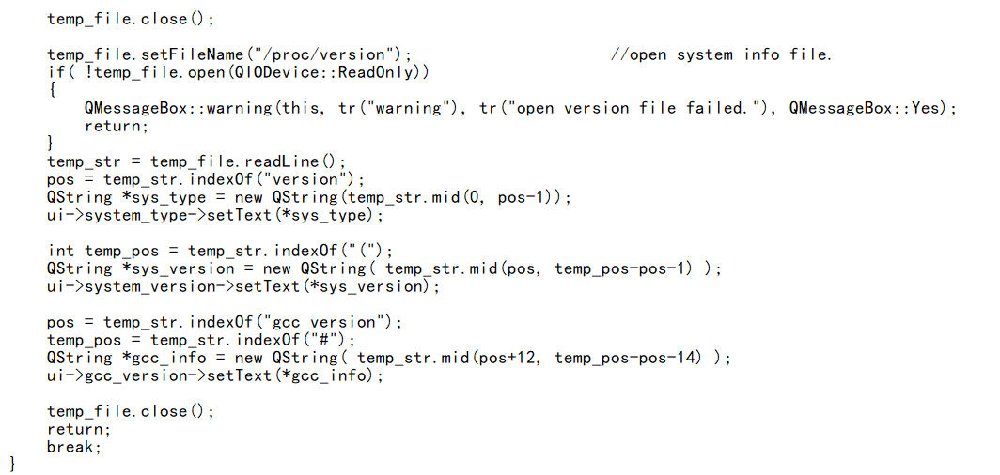 temp_file.close();
temp_file.setFileName("/proc/version");                     //open system info file.
if( !temp_file.open(QIODevice::ReadOnly))
{
    QMessageBox::warning(this, tr("warning"), tr("open version file failed."), QMessageBox::Yes);
    return;
}
temp_str = temp_file.readLine();
pos = temp_str.indexOf("version");
QString *sys_type = new QString(temp_str.mid(0, pos-1));
ui->system_type->setText(*sys_type);
int temp_pos = temp_str.indexOf("(");
QString *sys_version = new QString( temp_str.mid(pos, temp_pos-pos-1) );
ui->system_version->setText(*sys_version);
pos = temp_str.indexOf("gcc version");
temp_pos = temp_str.indexOf("#");
QString *gcc_info = new QString( temp_str.mid(pos+12, temp_pos-pos-14) );
ui->gcc_version->setText(*gcc_info);
temp_file.close();
return;
break;
}